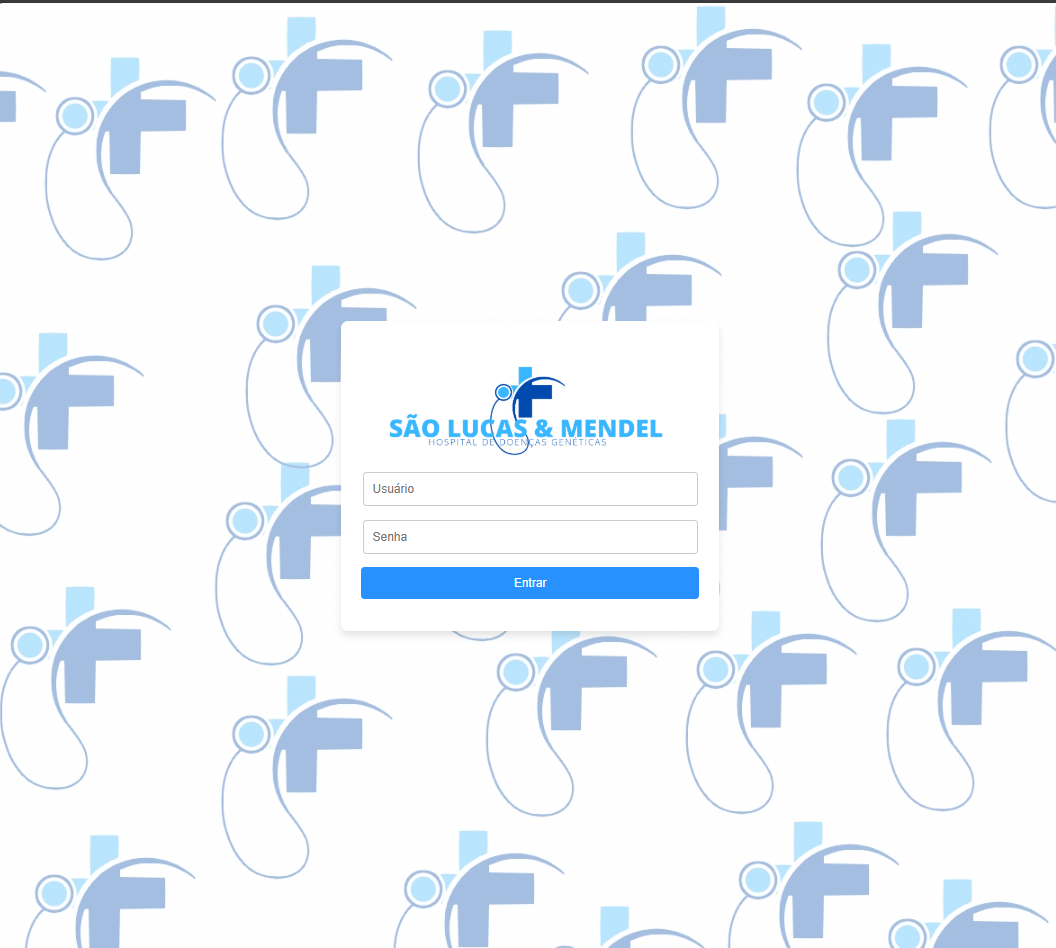 SÃO LUCAS & MENDEL
HOSPITAL DE DOENÇAS GENÉTICAS
Usuário
Senha
Entrar